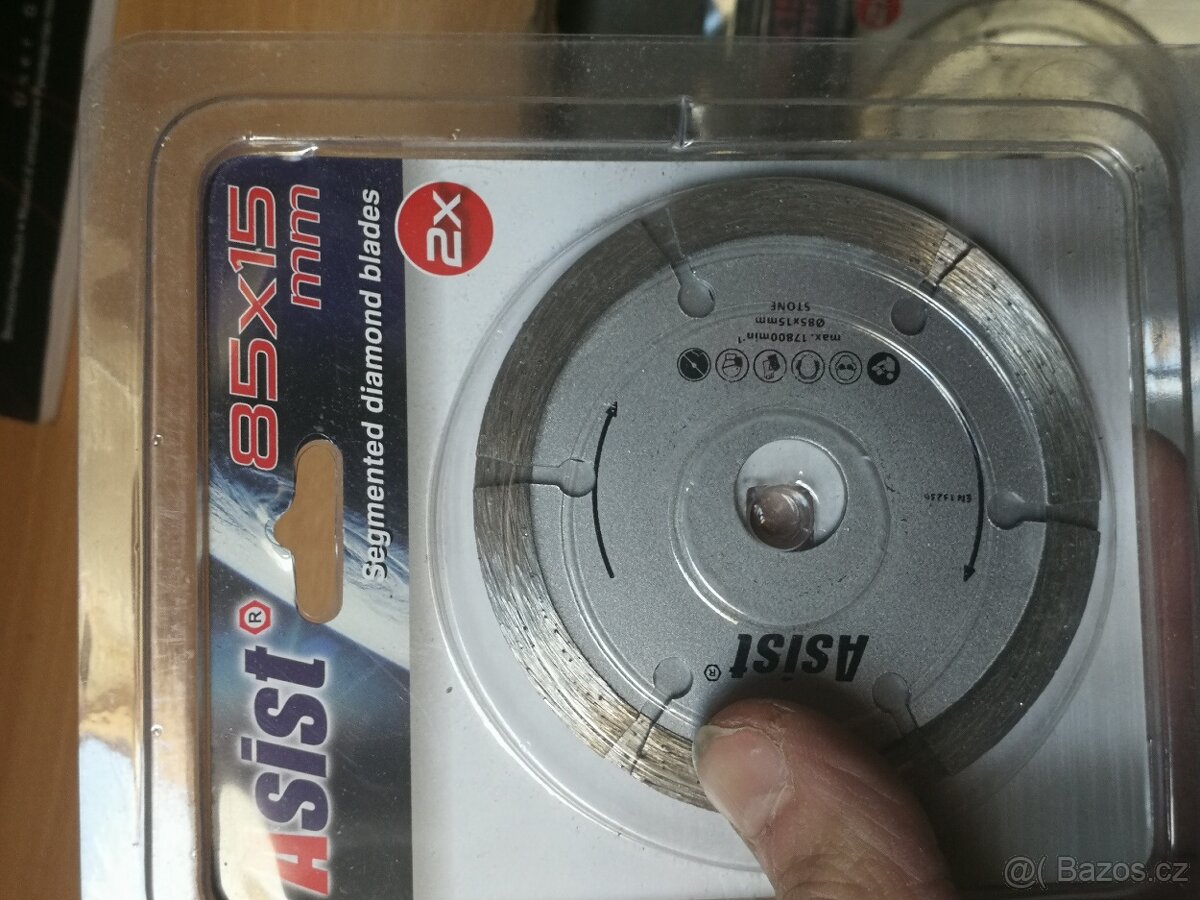 Asist®
85x15
mm
Segmented diamond blades
2x
Asist®
max. 17800min⁻¹
Ø85x15mm
STONE
EN13236
@( Bazos.cz